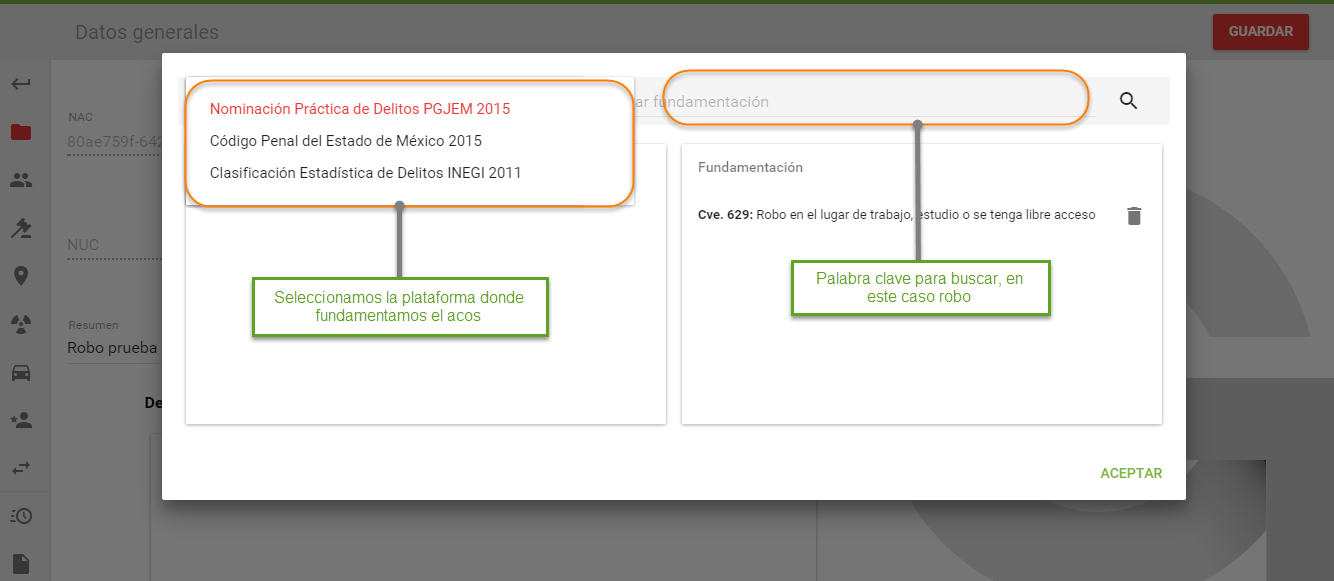 Datos generales
GUARDAR
Nominación Práctica de Delitos PGJEM 2015
Código Penal del Estado de México 2015
Clasificación Estadística de Delitos INEGI 2011
ar fundamentación
NAC
80ae759f-642
NUC
Resumen
Robo prueba
De
Fundamentación
Cve. 629: Robo en el lugar de trabajo, estudio o se tenga libre acceso
Seleccionamos la plataforma donde
fundamentamos el acos
Palabra clave para buscar, en
este caso robo
ACEPTAR